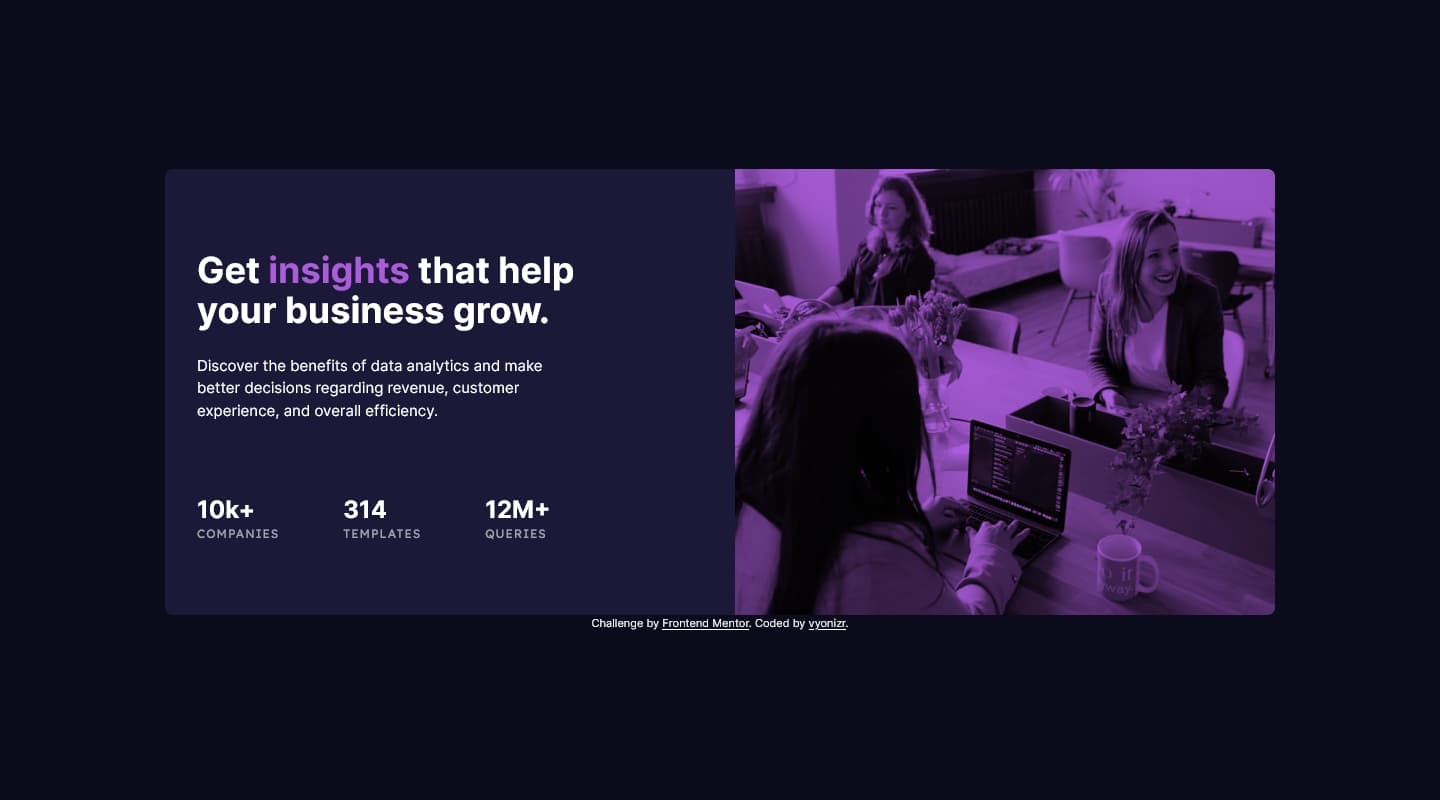 Get insights that help
your business grow.
Discover the benefits of data analytics and make
better decisions regarding revenue, customer
experience, and overall efficiency.
10k+ 314 12M+
COMPANIES TEMPLATES QUERIES
Challenge by Frontend Mentor. Coded by vyonizr.